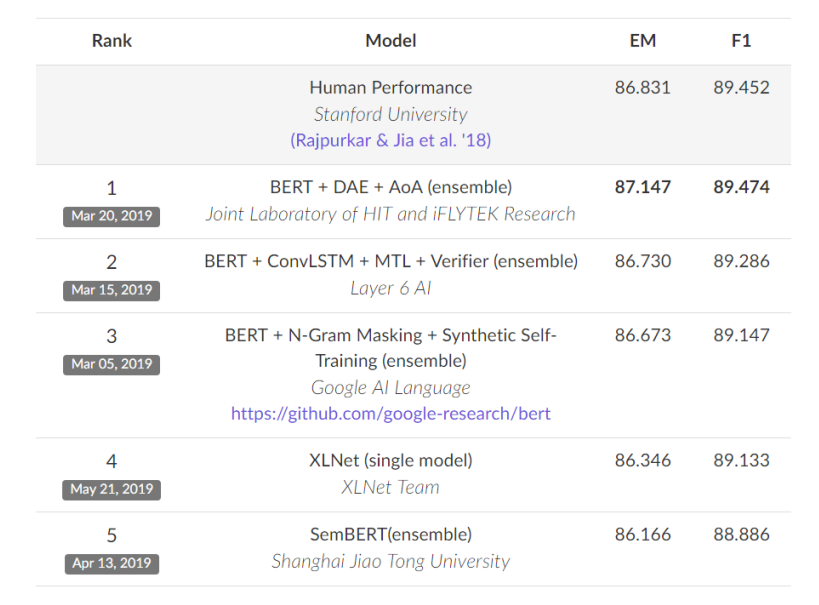 Rank Model EM F1
Human Performance 86.831 89.452
Stanford University
(Rajpurkar & Jia et al. '18)
1 BERT + DAE + AoA (ensemble) 87.147 89.474
Mar 20, 2019 Joint Laboratory of HIT and iFLYTEK Research
2 BERT + ConvLSTM + MTL + Verifier (ensemble) 86.730 89.286
Mar 15, 2019 Layer 6 AI
3 BERT + N-Gram Masking + Synthetic Self- 86.673 89.147
Mar 05, 2019 Training (ensemble)
Google AI Language
https://github.com/google-research/bert
4 XLNet (single model) 86.346 89.133
May 21, 2019 XLNet Team
5 SemBERT(ensemble) 86.166 88.886
Apr 13, 2019 Shanghai Jiao Tong University